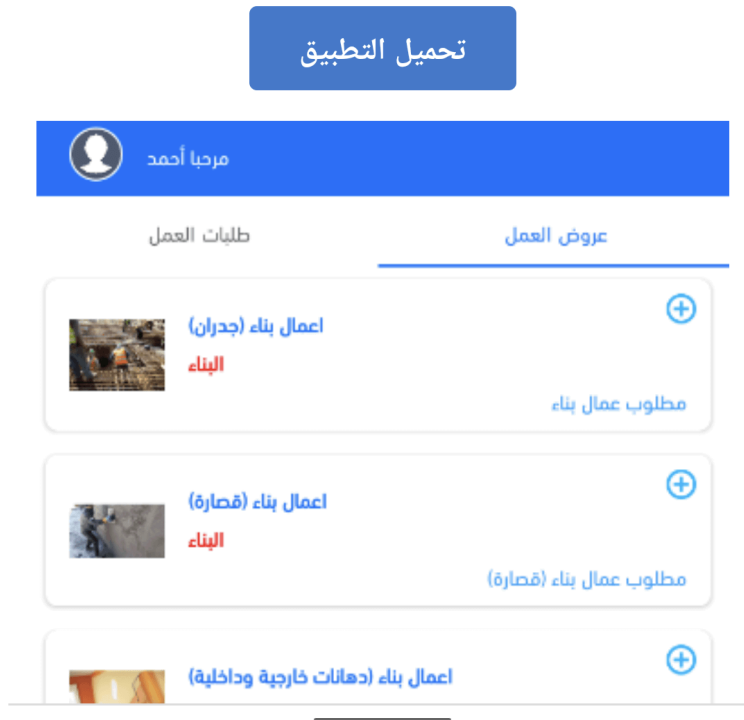 تحميل التطبيق
مرحبا أحمد
عروض العمل
طلبات العمل
اعمال بناء (جدران)
البناء
مطلوب عمال بناء
اعمال بناء (قصارة)
البناء
مطلوب عمال بناء (قصارة)
اعمال بناء (دهانات خارجية وداخلية)